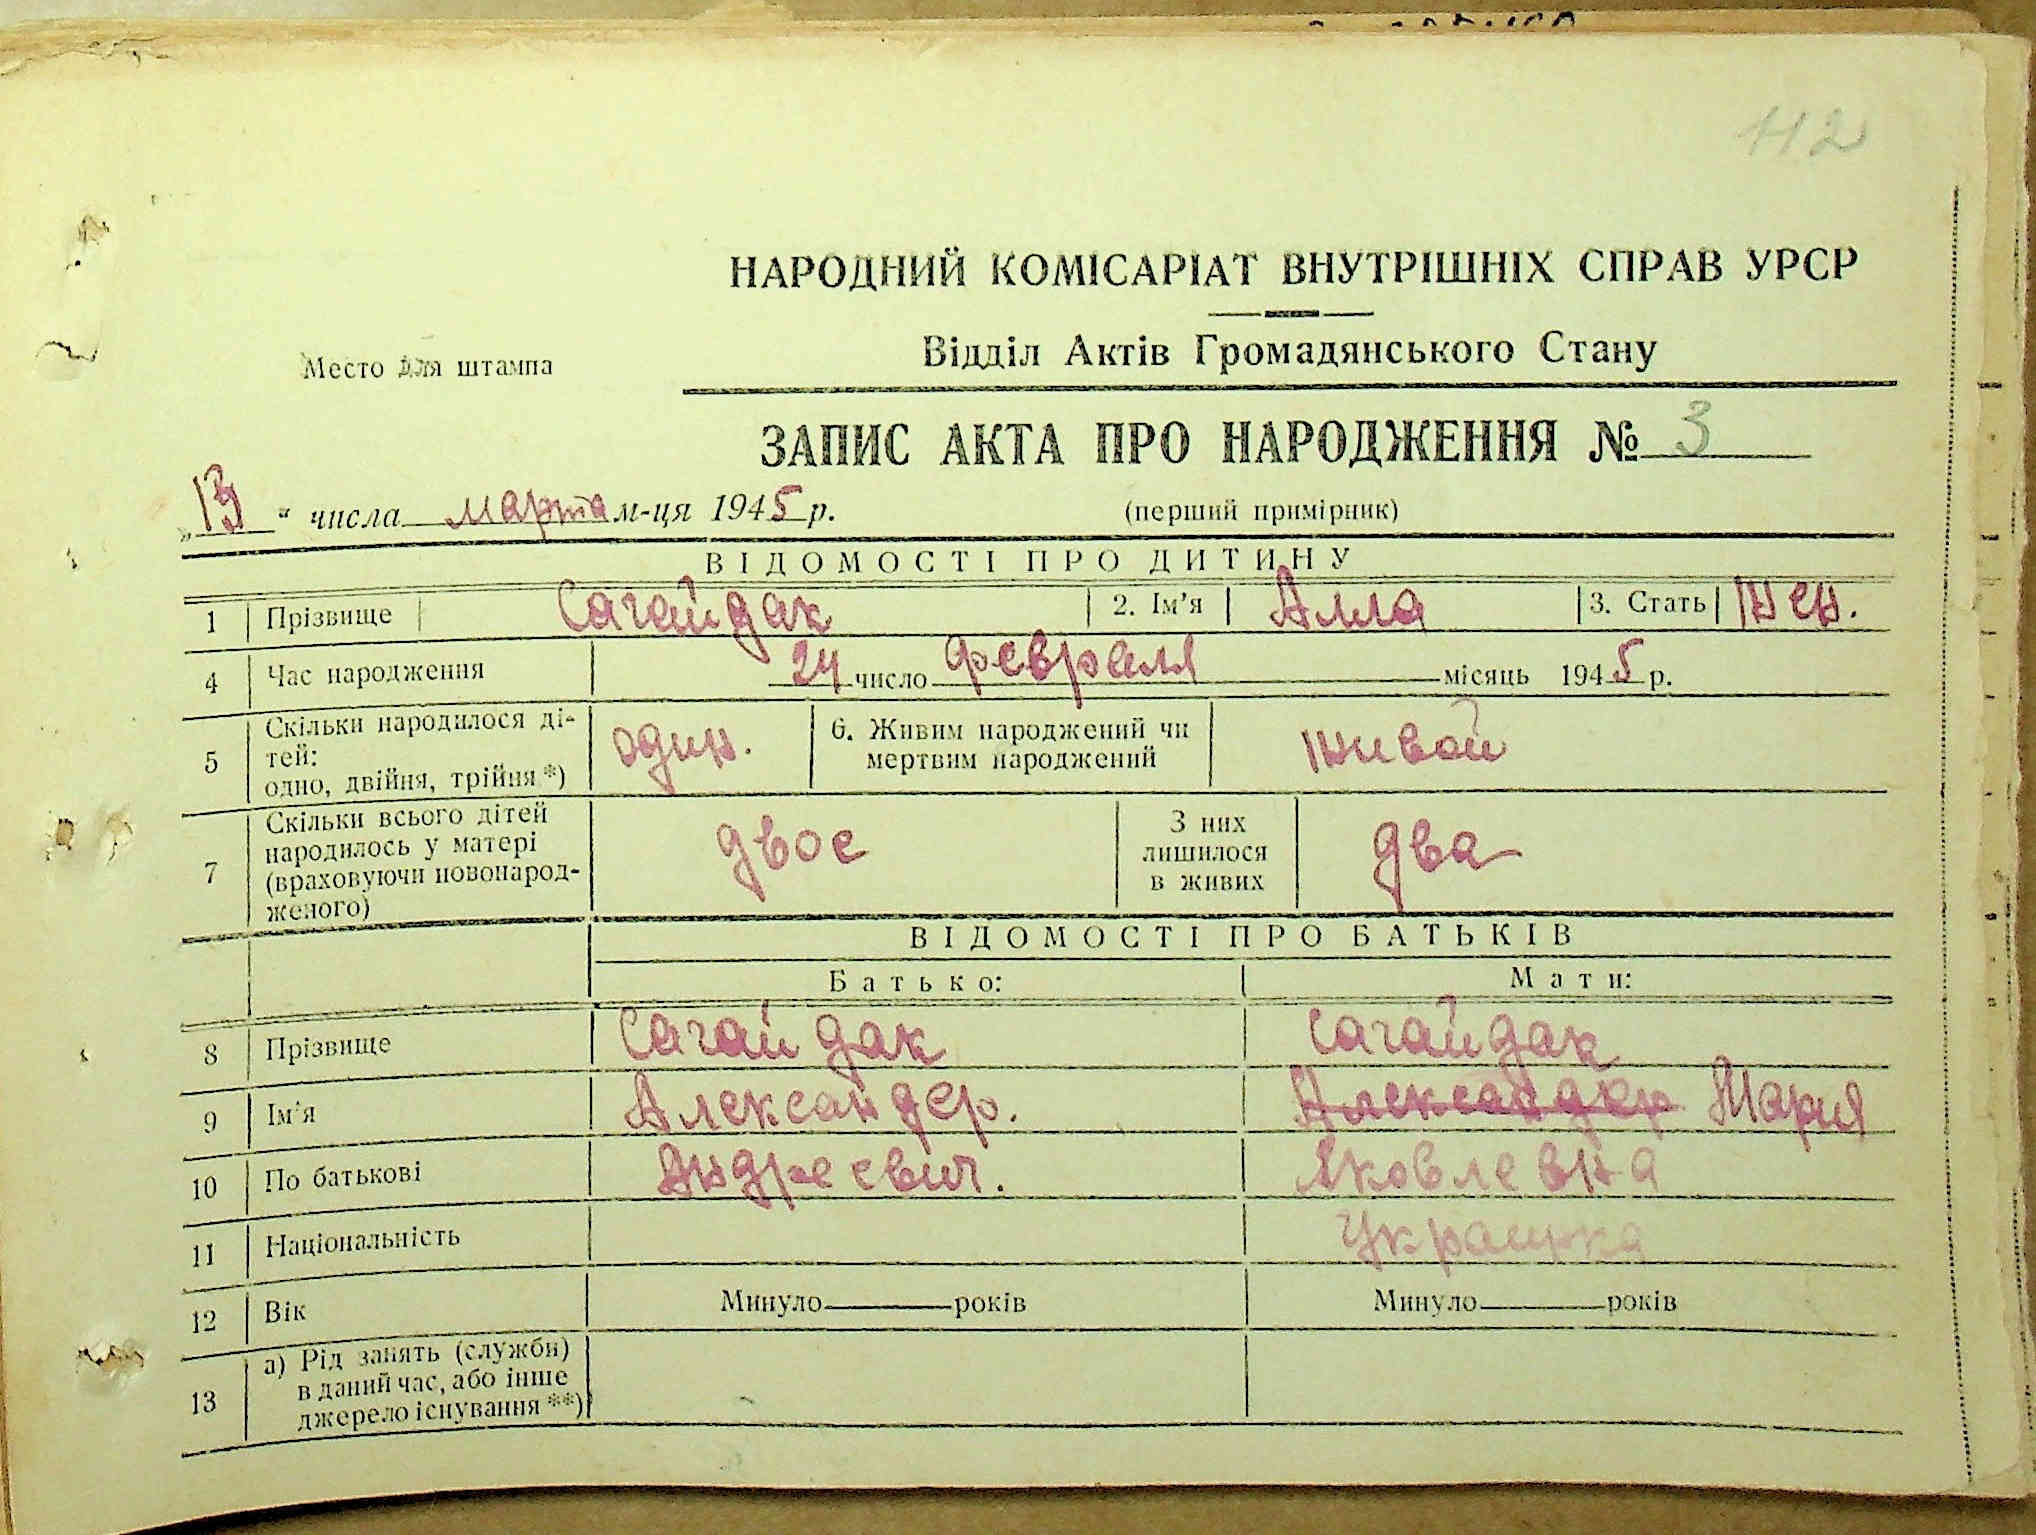 112
НАРОДНИЙ КОМІСАРІАТ ВНУТРІШНІХ СПРАВ УРСР
Відділ Актів Громадянського Стану
Место для штампа
ЗАПИС АКТА ПРО НАРОДЖЕННЯ № 3
„13“ числа марта м-ця 1945 р. (перший примірник)
ВІДОМОСТІ ПРО ДИТИНУ
1 Прізвище Сагайдак 2. Ім'я Алла 3. Стать жен.
4 Час народження 24 число февраля місяць 1945 р.
5 Скільки народилося ді-
тей:
одно, двійня, трійня *) один. 6. Живим народжений чи
мертвим народжений живой
7 Скільки всього дітей
народилось у матері
(враховуючи новонарод-
женого) двое З них
лишилося
в живих два
ВІДОМОСТІ ПРО БАТЬКІВ
Батько: Мати:
8 Прізвище Сагайдак Сагайдак
9 Ім'я Александер. Александер Мария
10 По батькові Андреевич. Яковлевна
11 Національність Украинка
12 Вік Минуло року Минуло років
13 а) Рід занять (служби)
в даний час, або інше
джерело існування **)